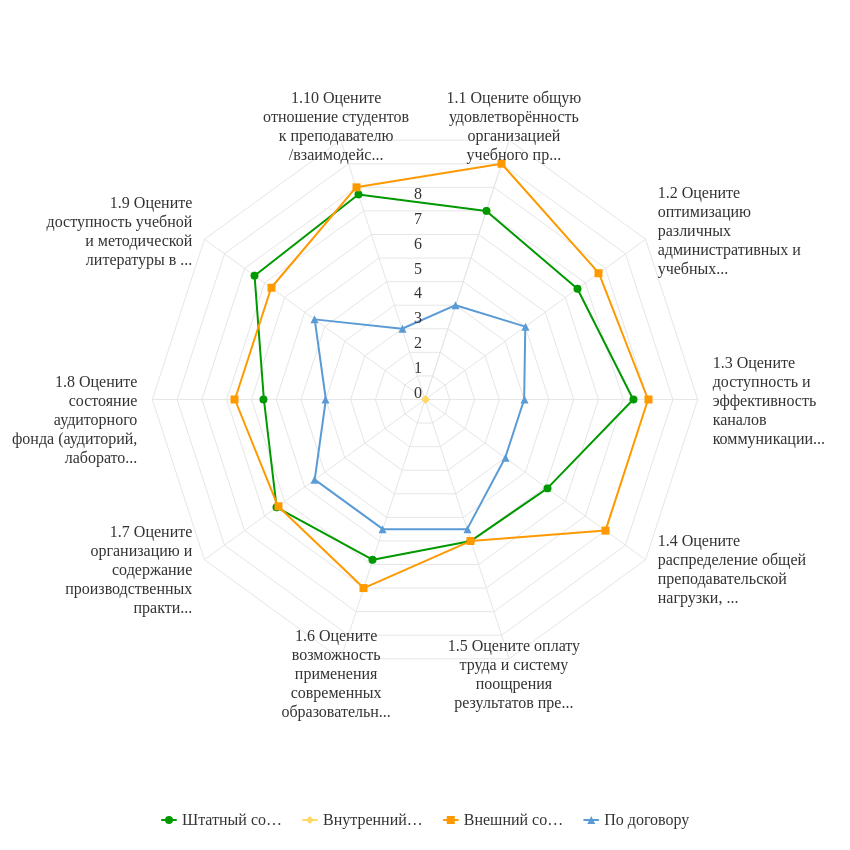 1.10 Оцените
отношение студентов
к преподавателю
/взаимодейс...
1.1 Оцените общую
удовлетворённость
организацией
учебного пр...
1.2 Оцените
оптимизацию
различных
административных и
учебных...
1.3 Оцените
доступность и
эффективность
каналов
коммуникации...
1.4 Оцените
распределение общей
преподавательской
нагрузки, ...
1.5 Оцените оплату
труда и систему
поощрения
результатов пре...
1.6 Оцените
возможность
применения
современных
образовательн...
1.7 Оцените
организацию и
содержание
производственных
практи...
1.8 Оцените
состояние
аудиторного
фонда (аудиторий,
лаборато...
1.9 Оцените
доступность учебной
и методической
литературы в ...
8
7
6
5
4
3
2
1
0
Штатный со… Внутренний… Внешний со… По договору